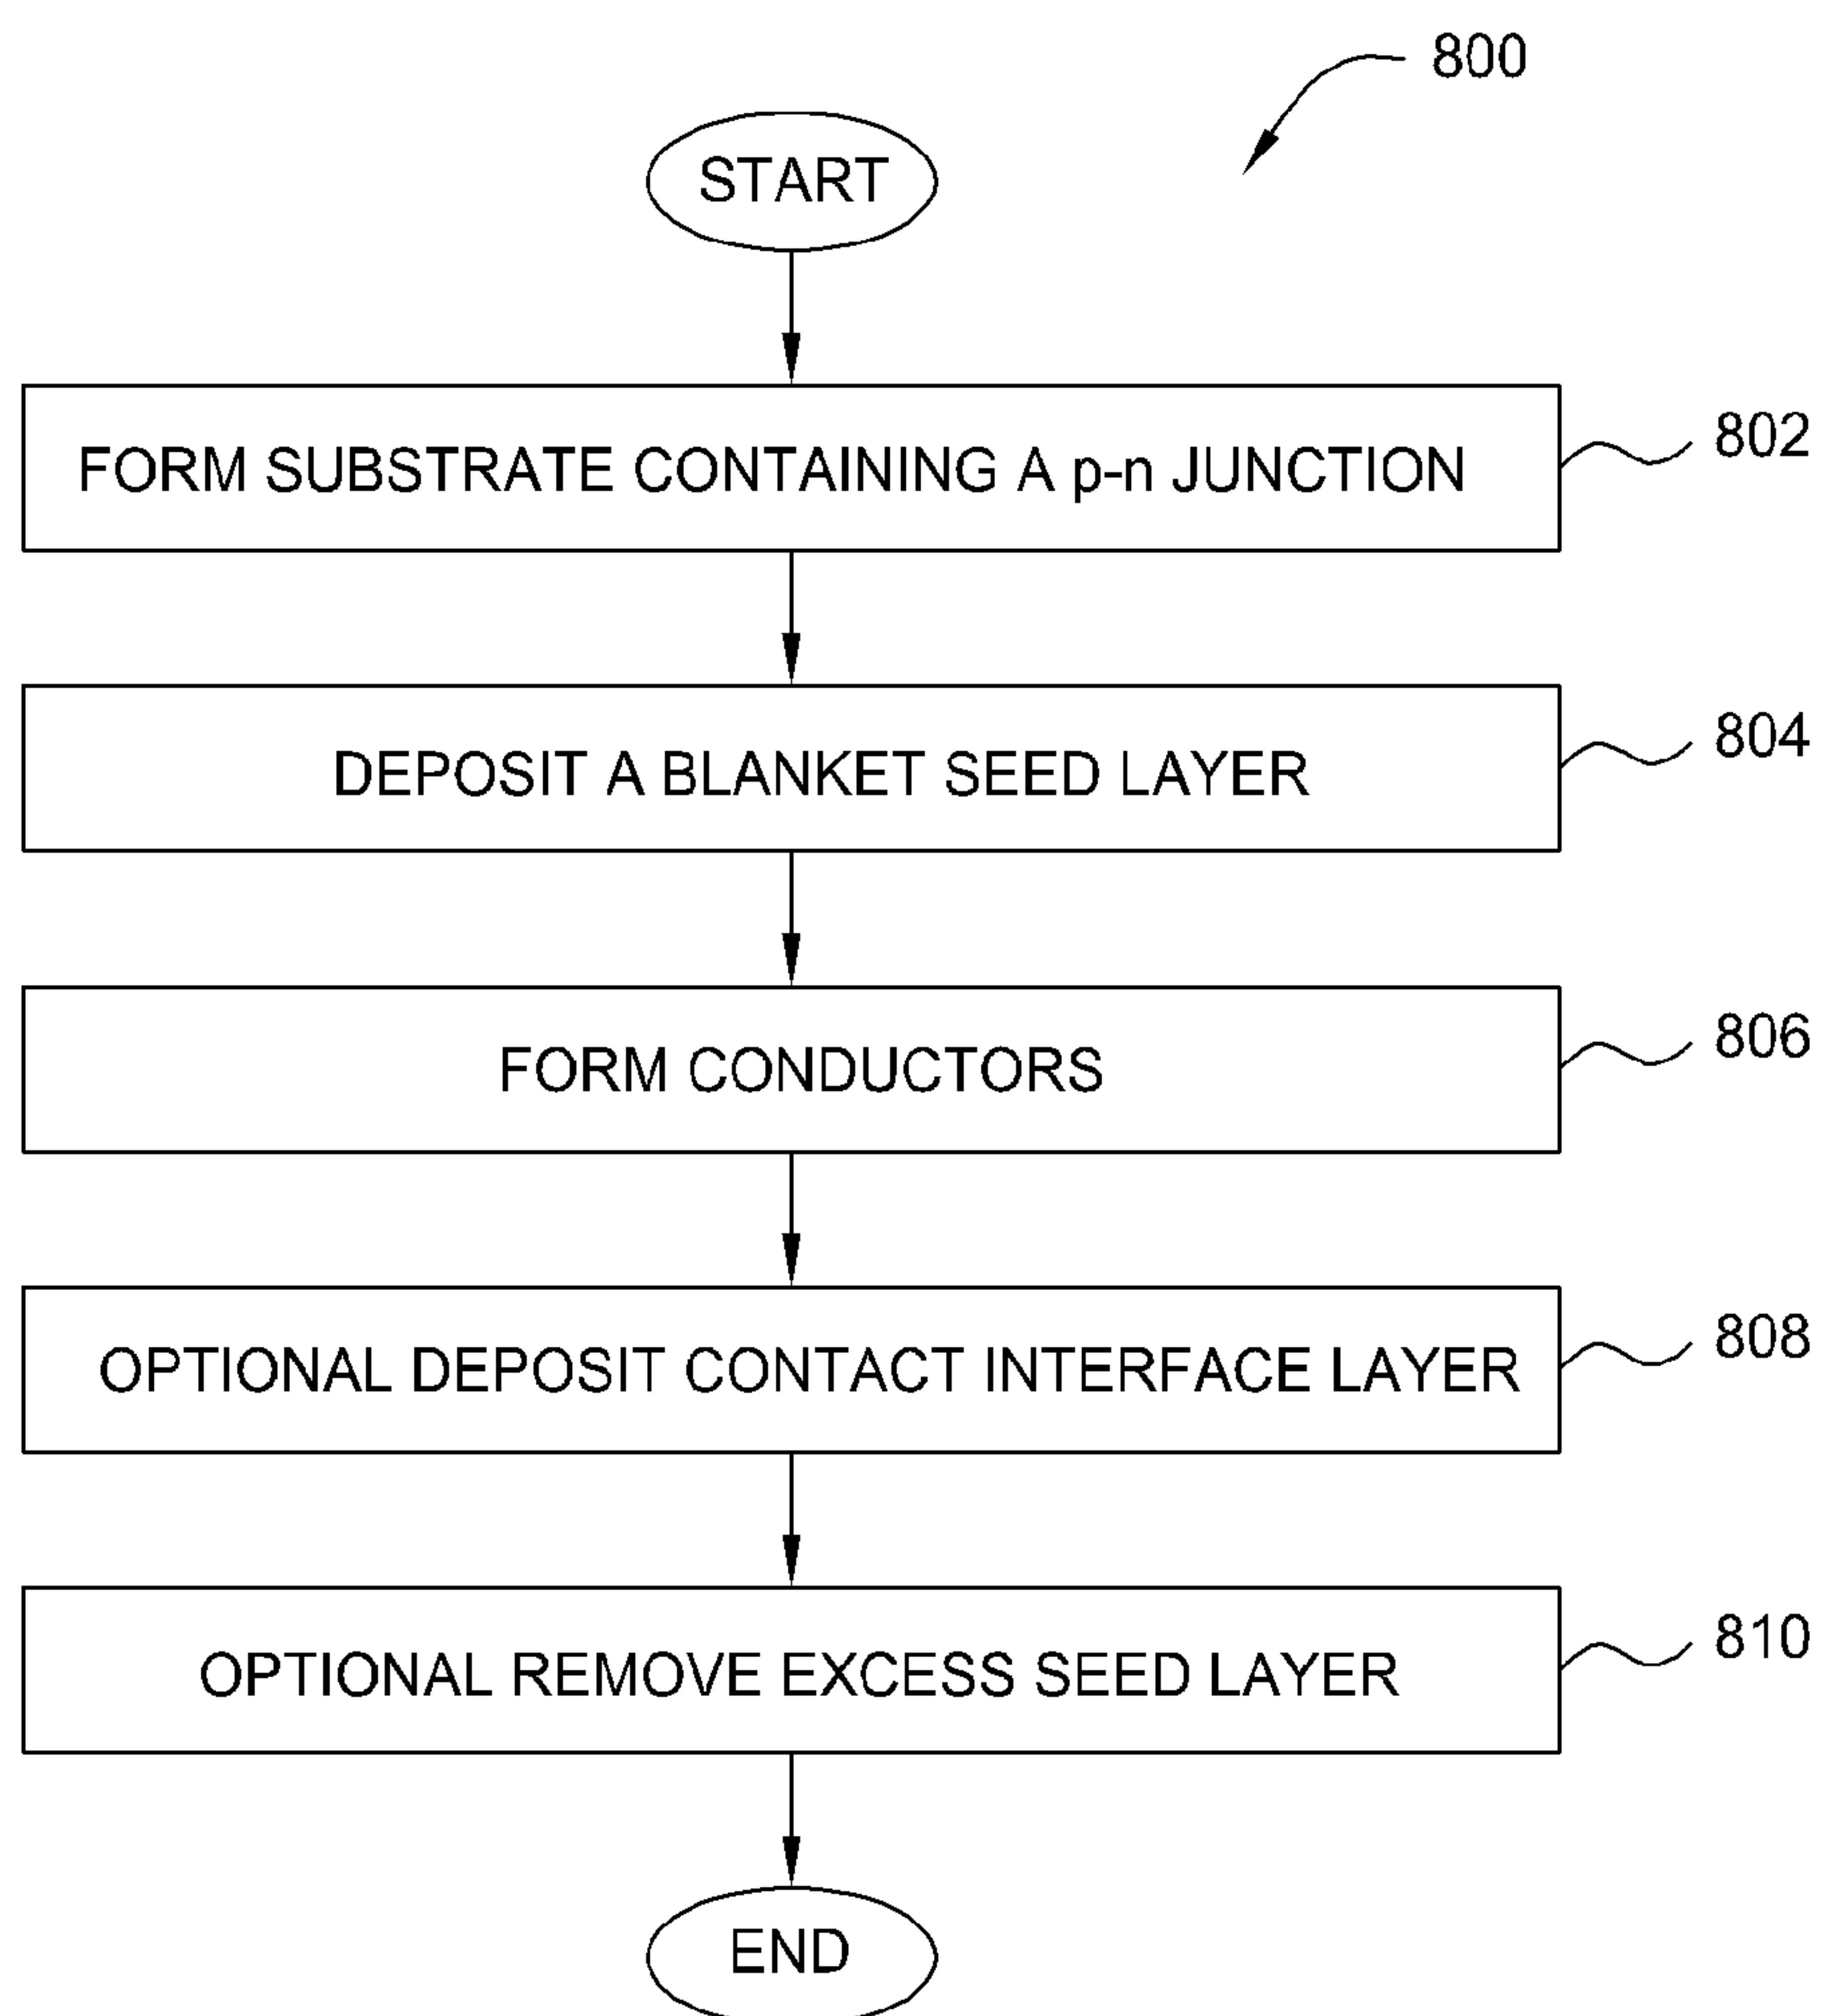 800
START
FORM SUBSTRATE CONTAINING A p-n JUNCTION
802
DEPOSIT A BLANKET SEED LAYER
804
FORM CONDUCTORS
806
OPTIONAL DEPOSIT CONTACT INTERFACE LAYER
808
OPTIONAL REMOVE EXCESS SEED LAYER
810
END